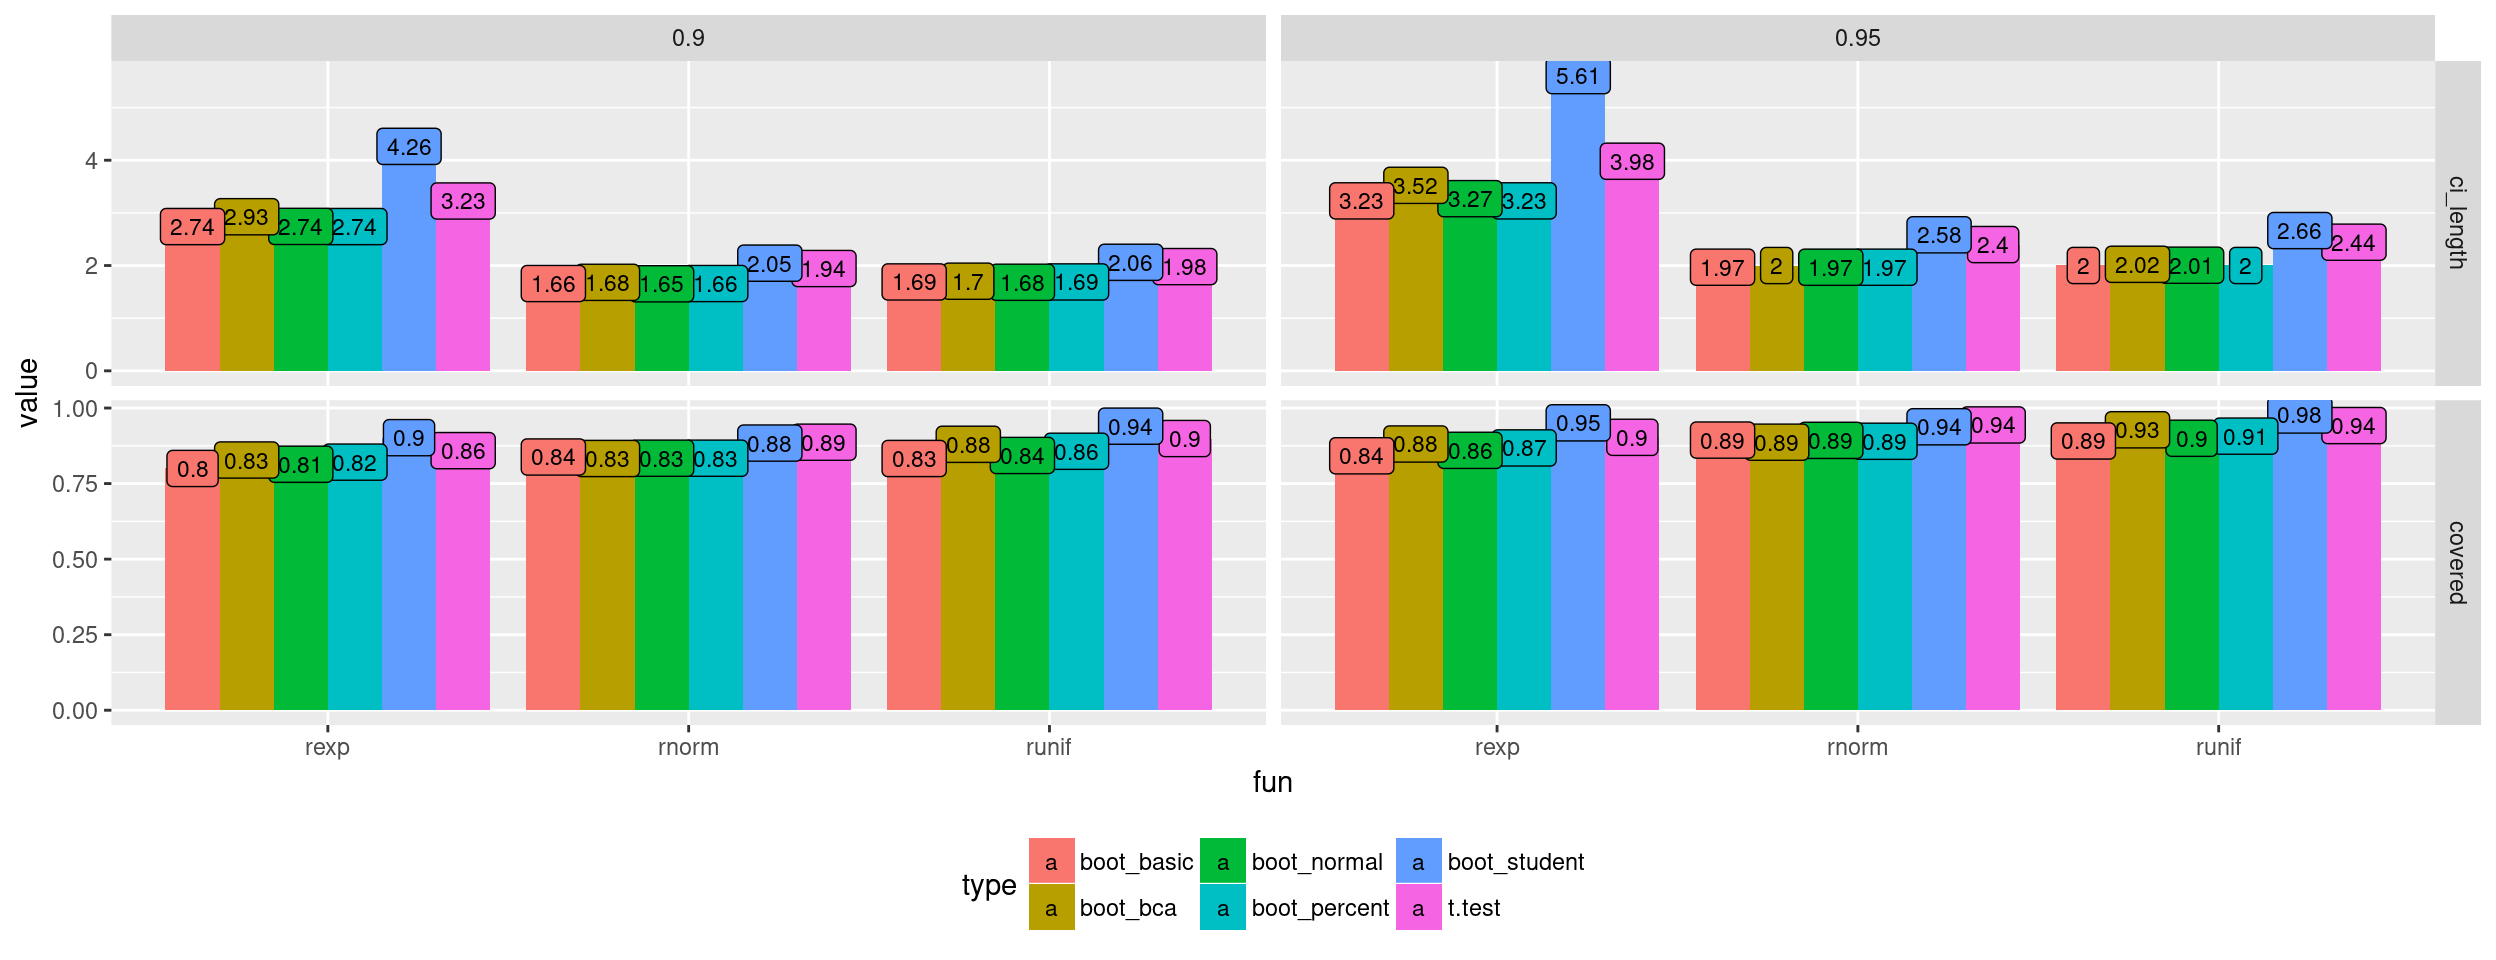 0.9 0.95
5.61
4.26
3.23
2.74 2.93 2.74 2.74
1.66 1.68 1.65 1.66 2.05 1.94
1.69 1.7 1.68 1.69 2.06 1.98
3.23 3.52 3.27 3.23 3.98
1.97 2 1.97 1.97 2.58 2.4
2 2.02 2.01 2 2.66 2.44
4
2
0
ci_length
value
1.00
0.75
0.50
0.25
0.00
0.8 0.83 0.81 0.82 0.9 0.86
0.84 0.83 0.83 0.83 0.88 0.89
0.83 0.88 0.84 0.86 0.94 0.9
0.84 0.88 0.86 0.87 0.95 0.9
0.89 0.89 0.89 0.89 0.94 0.94
0.89 0.93 0.9 0.91 0.98 0.94
covered
rexp rnorm runif rexp rnorm runif
fun
type
a boot_basic a boot_normal a boot_student
a boot_bca a boot_percent a t.test